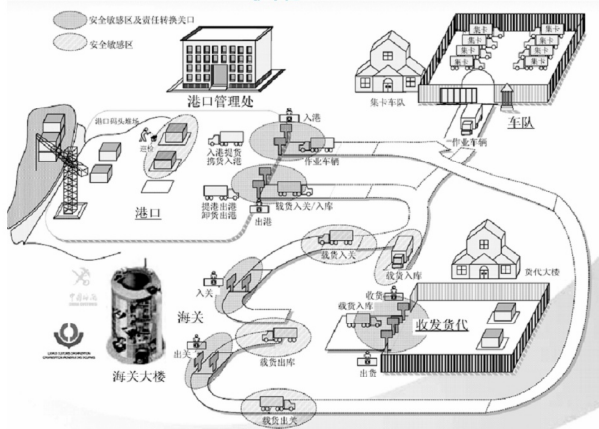 安全敏感区及责任转换关口
安全敏感区
港口管理处
集卡
集卡
集卡
集卡
集卡
集卡
集卡
集卡
集卡车队
车队
作业车辆
港口码头堆场
巡检
入港提货
携货入港
入港
作业车辆
提港出港
卸货出港
载货入关/入库
出港
港口
载货入关
载货入库
入关
海关
出关
载货出库
海关大楼
收货
载货入库
收发货代
货代大楼
出货
载货出关